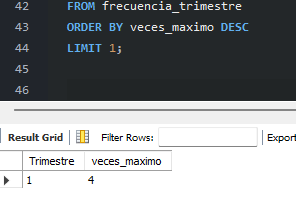 42 FROM frecuencia_trimestre
43 ORDER BY veces_maximo DESC
44 LIMIT 1;
45
46
Result Grid Filter Rows: Export
Trimestre veces_maximo
1 4